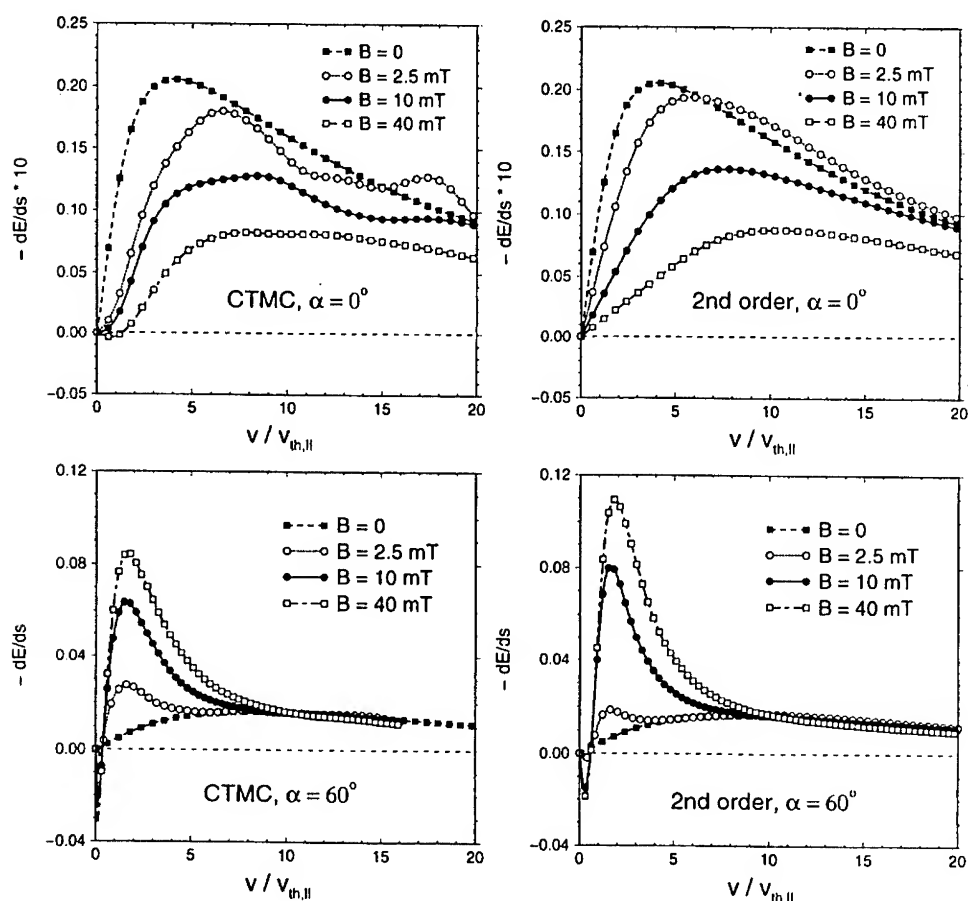 0.25
0.20
0.15
0.10
0.05
0.00
−0.05
− dE/ds * 10
B = 0
B = 2.5 mT
B = 10 mT
B = 40 mT
CTMC, α = 0°
0 5 10 15 20
v / v_th,||
0.25
0.20
0.15
0.10
0.05
0.00
−0.05
− dE/ds * 10
B = 0
B = 2.5 mT
B = 10 mT
B = 40 mT
2nd order, α = 0°
0 5 10 15 20
v / v_th,||
0.12
0.08
0.04
0.00
−0.04
− dE/ds
B = 0
B = 2.5 mT
B = 10 mT
B = 40 mT
CTMC, α = 60°
0 5 10 15 20
v / v_th,||
0.12
0.08
0.04
0.00
−0.04
− dE/ds
B = 0
B = 2.5 mT
B = 10 mT
B = 40 mT
2nd order, α = 60°
0 5 10 15 20
v / v_th,||